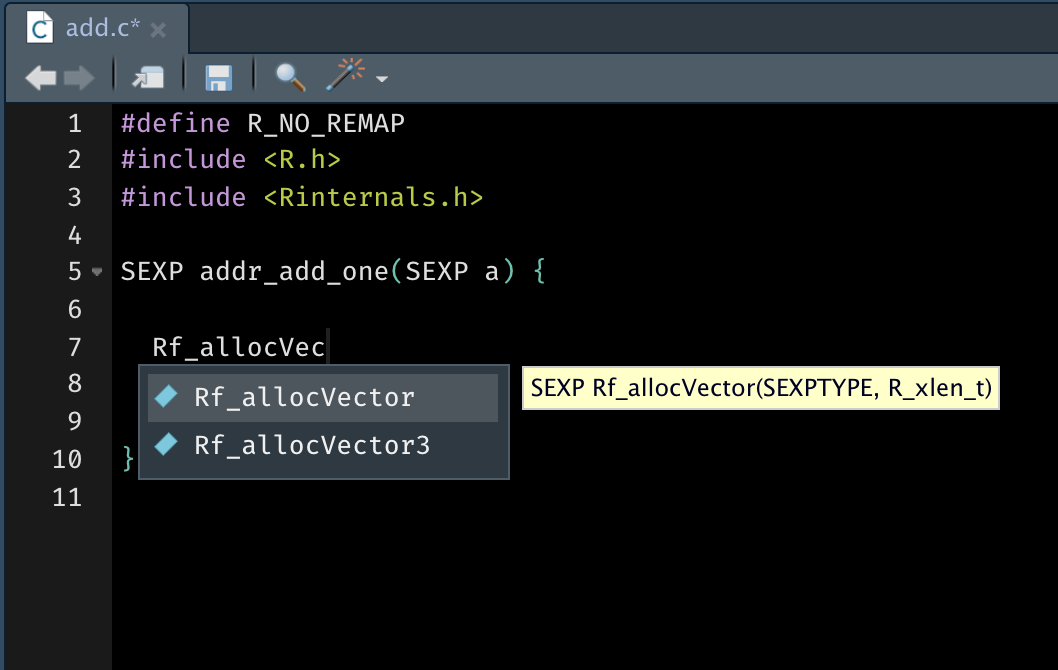 add.c*
1 #define R_NO_REMAP
2 #include <R.h>
3 #include <Rinternals.h>
4
5 SEXP addr_add_one(SEXP a) {
6
7 Rf_allocVec
8 Rf_allocVector SEXP Rf_allocVector(SEXPTYPE, R_xlen_t)
9 Rf_allocVector3
10 }
11